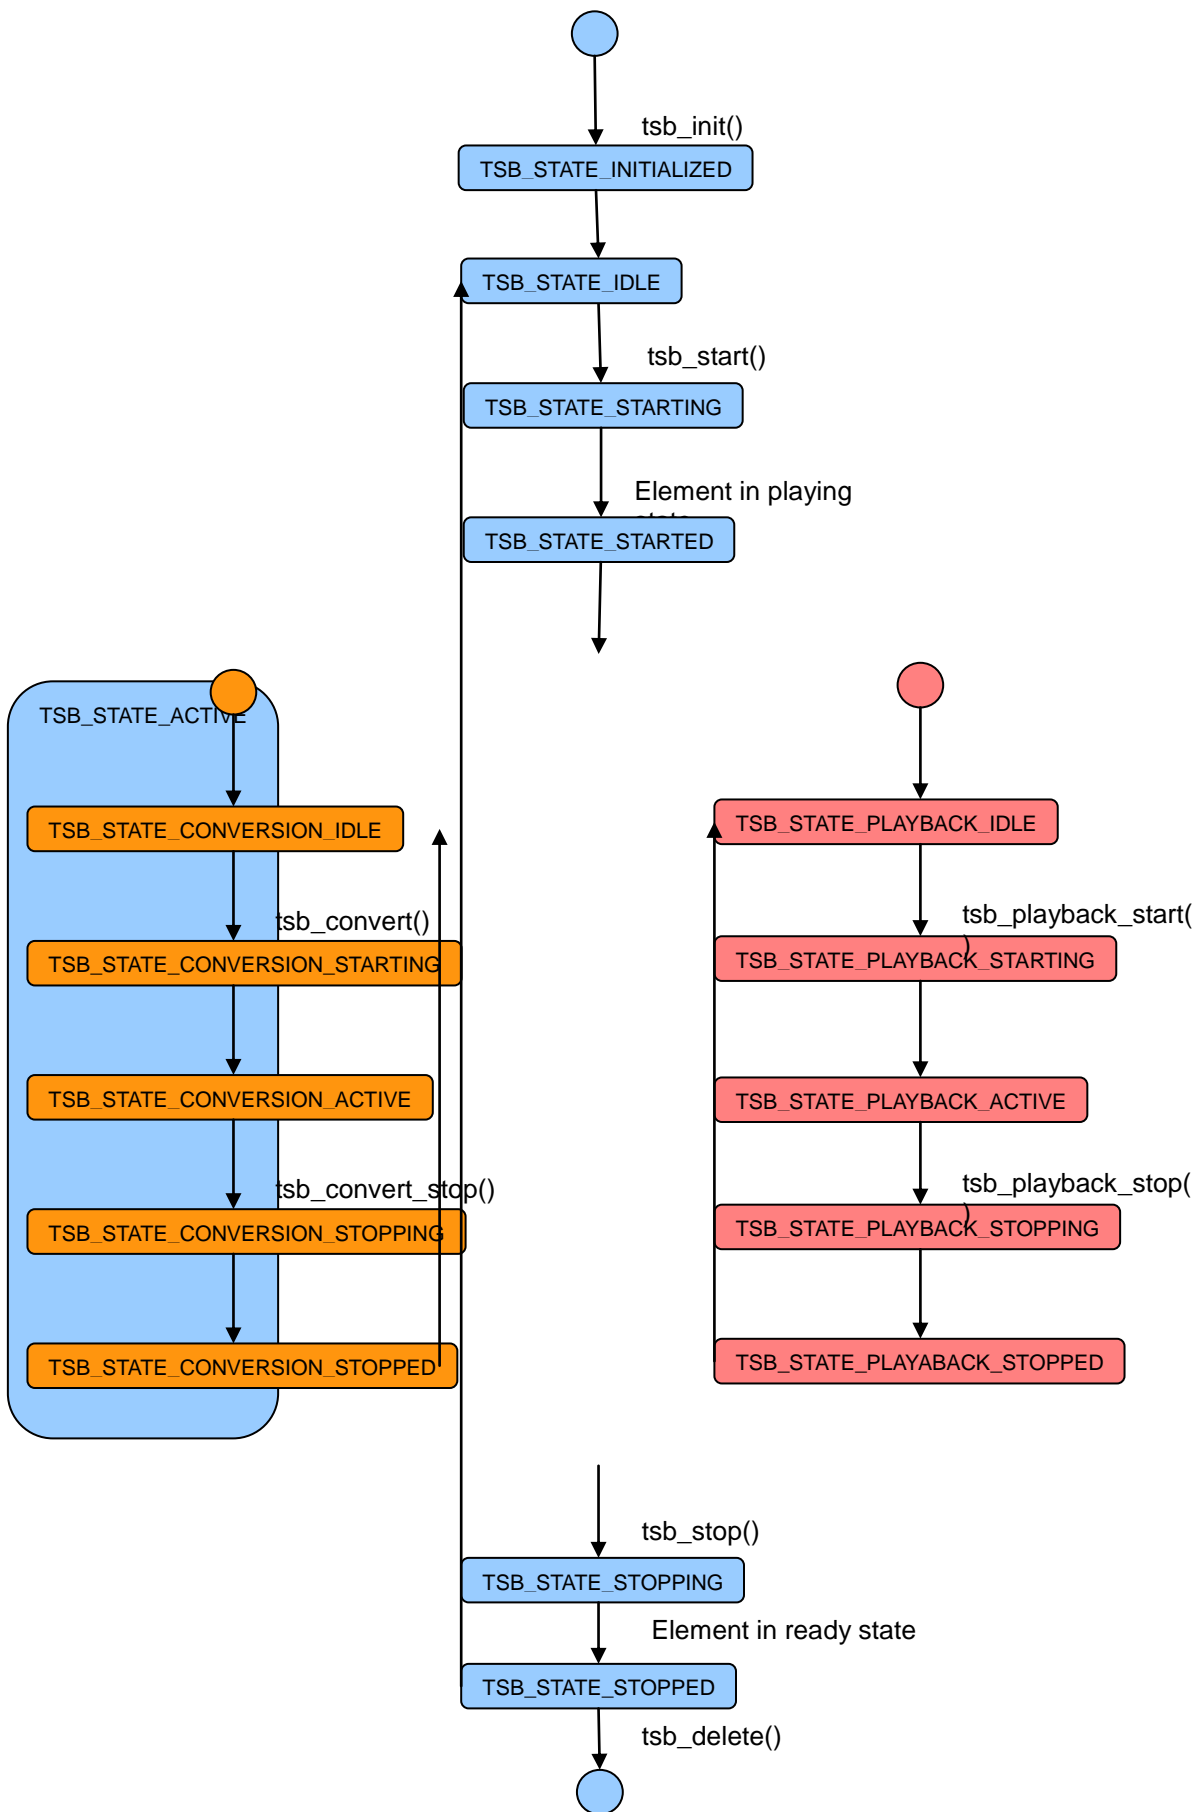 tsb_init()
TSB_STATE_INITIALIZED
TSB_STATE_IDLE
tsb_start()
TSB_STATE_STARTING
Element in playing
TSB_STATE_STARTED
TSB_STATE_ACTIVE
TSB_STATE_CONVERSION_IDLE
tsb_convert()
TSB_STATE_CONVERSION_STARTING
TSB_STATE_CONVERSION_ACTIVE
tsb_convert_stop()
TSB_STATE_CONVERSION_STOPPING
TSB_STATE_CONVERSION_STOPPED
TSB_STATE_PLAYBACK_IDLE
tsb_playback_start(
)
TSB_STATE_PLAYBACK_STARTING
TSB_STATE_PLAYBACK_ACTIVE
tsb_playback_stop(
)
TSB_STATE_PLAYBACK_STOPPING
TSB_STATE_PLAYABACK_STOPPED
tsb_stop()
TSB_STATE_STOPPING
Element in ready state
TSB_STATE_STOPPED
tsb_delete()